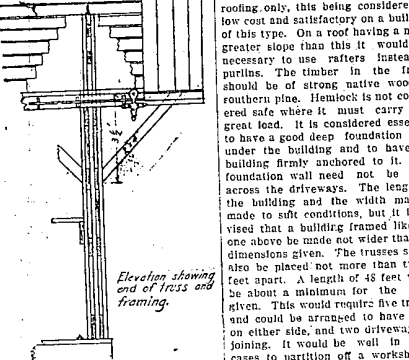 Elevation showing
end of truss and
framing.
roofing only, this being considere
low cost and satisfactory on a buil
of this type. On a roof having a m
greater slope than this it would
necessary to use rafters instea
purlins. The timber in the fr
should be of strong native woo
southern pine. Hemlock is not co
ered safe where it must carry
great load. It is considered esse
to have a good deep foundation
under the building and to have
building firmly anchored to it.
foundation wall need not be
across the driveways. The leng
the building and the width ma
made to suit conditions, but it i
vised that a building framed lik
one above be made not wider tha
dimensions given. The trusses s
also be placed not more than t
feet apart. A length of 48 feet
be about a minimum for the
given. This would require five tr
and could be arranged to have
on either side, and two drivewa
joining. It would be well in
cases to partition off a worksh